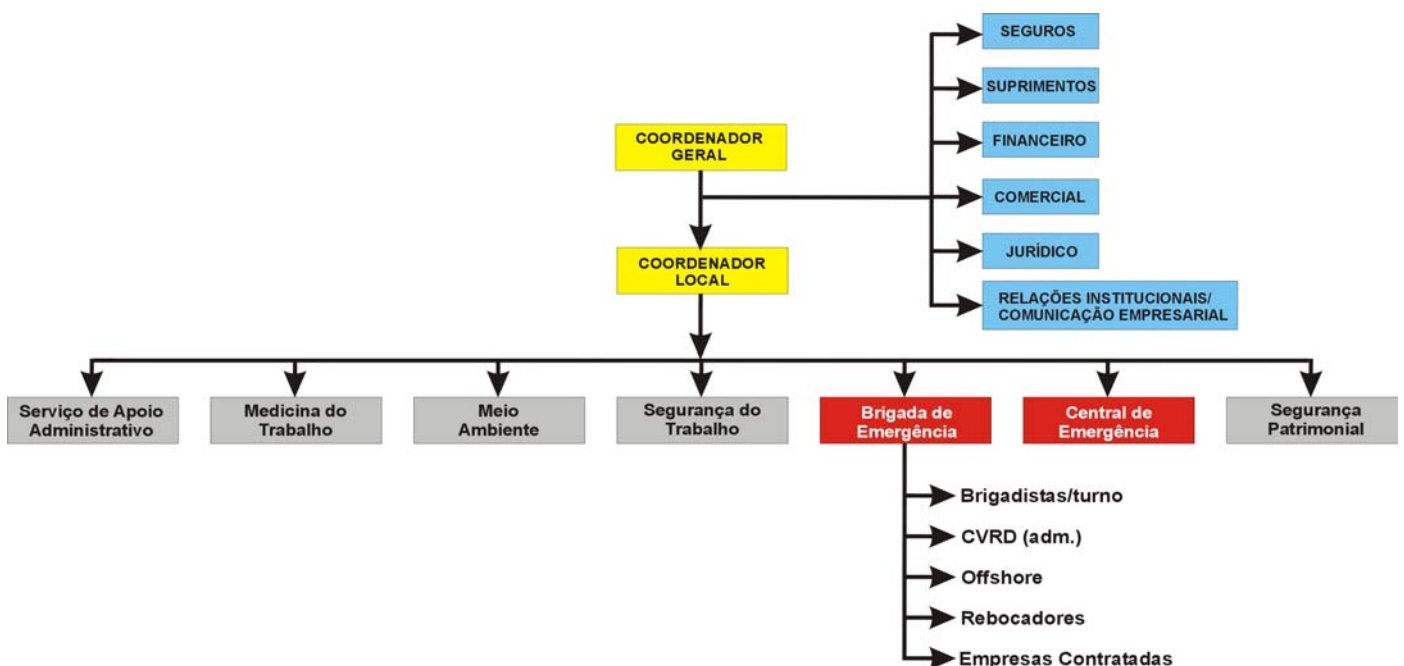 SEGUROS
SUPRIMENTOS
FINANCEIRO
COMERCIAL
JURÍDICO
RELAÇÕES INSTITUCIONAIS/
COMUNICAÇÃO EMPRESARIAL
COORDENADOR
GERAL
COORDENADOR
LOCAL
Serviço de Apoio
Administrativo
Medicina do
Trabalho
Meio
Ambiente
Segurança do
Trabalho
Brigada de
Emergência
Central de
Emergência
Segurança
Patrimonial
Brigadistas/turno
CVRD (adm.)
Offshore
Rebocadores
Empresas Contratadas